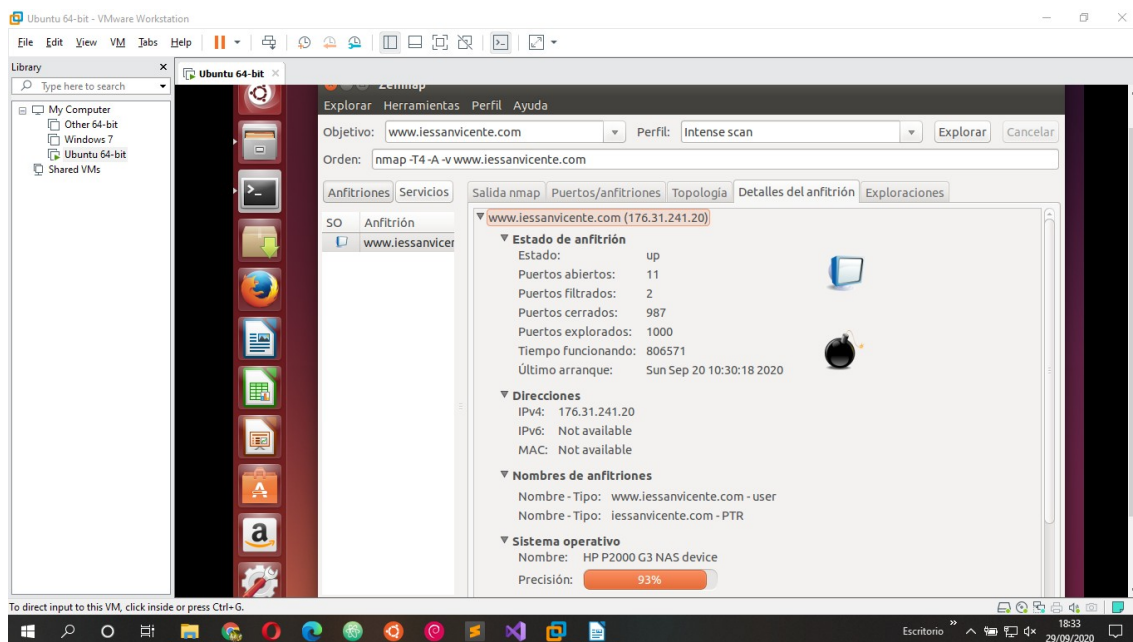 Ubuntu 64-bit - VMware Workstation
File Edit View VM Tabs Help
Library
Type here to search
My Computer
Other 64-bit
Windows 7
Ubuntu 64-bit
Shared VMs
Ubuntu 64-bit
Zenmap
Explorar Herramientas Perfil Ayuda
Objetivo: www.iessanvicente.com Perfil: Intense scan Explorar Cancelar
Orden: nmap -T4 -A -v www.iessanvicente.com
Anfitriones Servicios
SO Anfitrión
www.iessanvicer
Salida nmap Puertos/anfitriones Topología Detalles del anfitrión Exploraciones
www.iessanvicente.com (176.31.241.20)
Estado de anfitrión
Estado: up
Puertos abiertos: 11
Puertos filtrados: 2
Puertos cerrados: 987
Puertos explorados: 1000
Tiempo funcionando: 806571
Último arranque: Sun Sep 20 10:30:18 2020
Direcciones
IPv4: 176.31.241.20
IPv6: Not available
MAC: Not available
Nombres de anfitriones
Nombre - Tipo: www.iessanvicente.com - user
Nombre - Tipo: iessanvicente.com - PTR
Sistema operativo
Nombre: HP P2000 G3 NAS device
Precisión: 93%
To direct input to this VM, click inside or press Ctrl+G.
Escritorio
18:33
29/09/2020